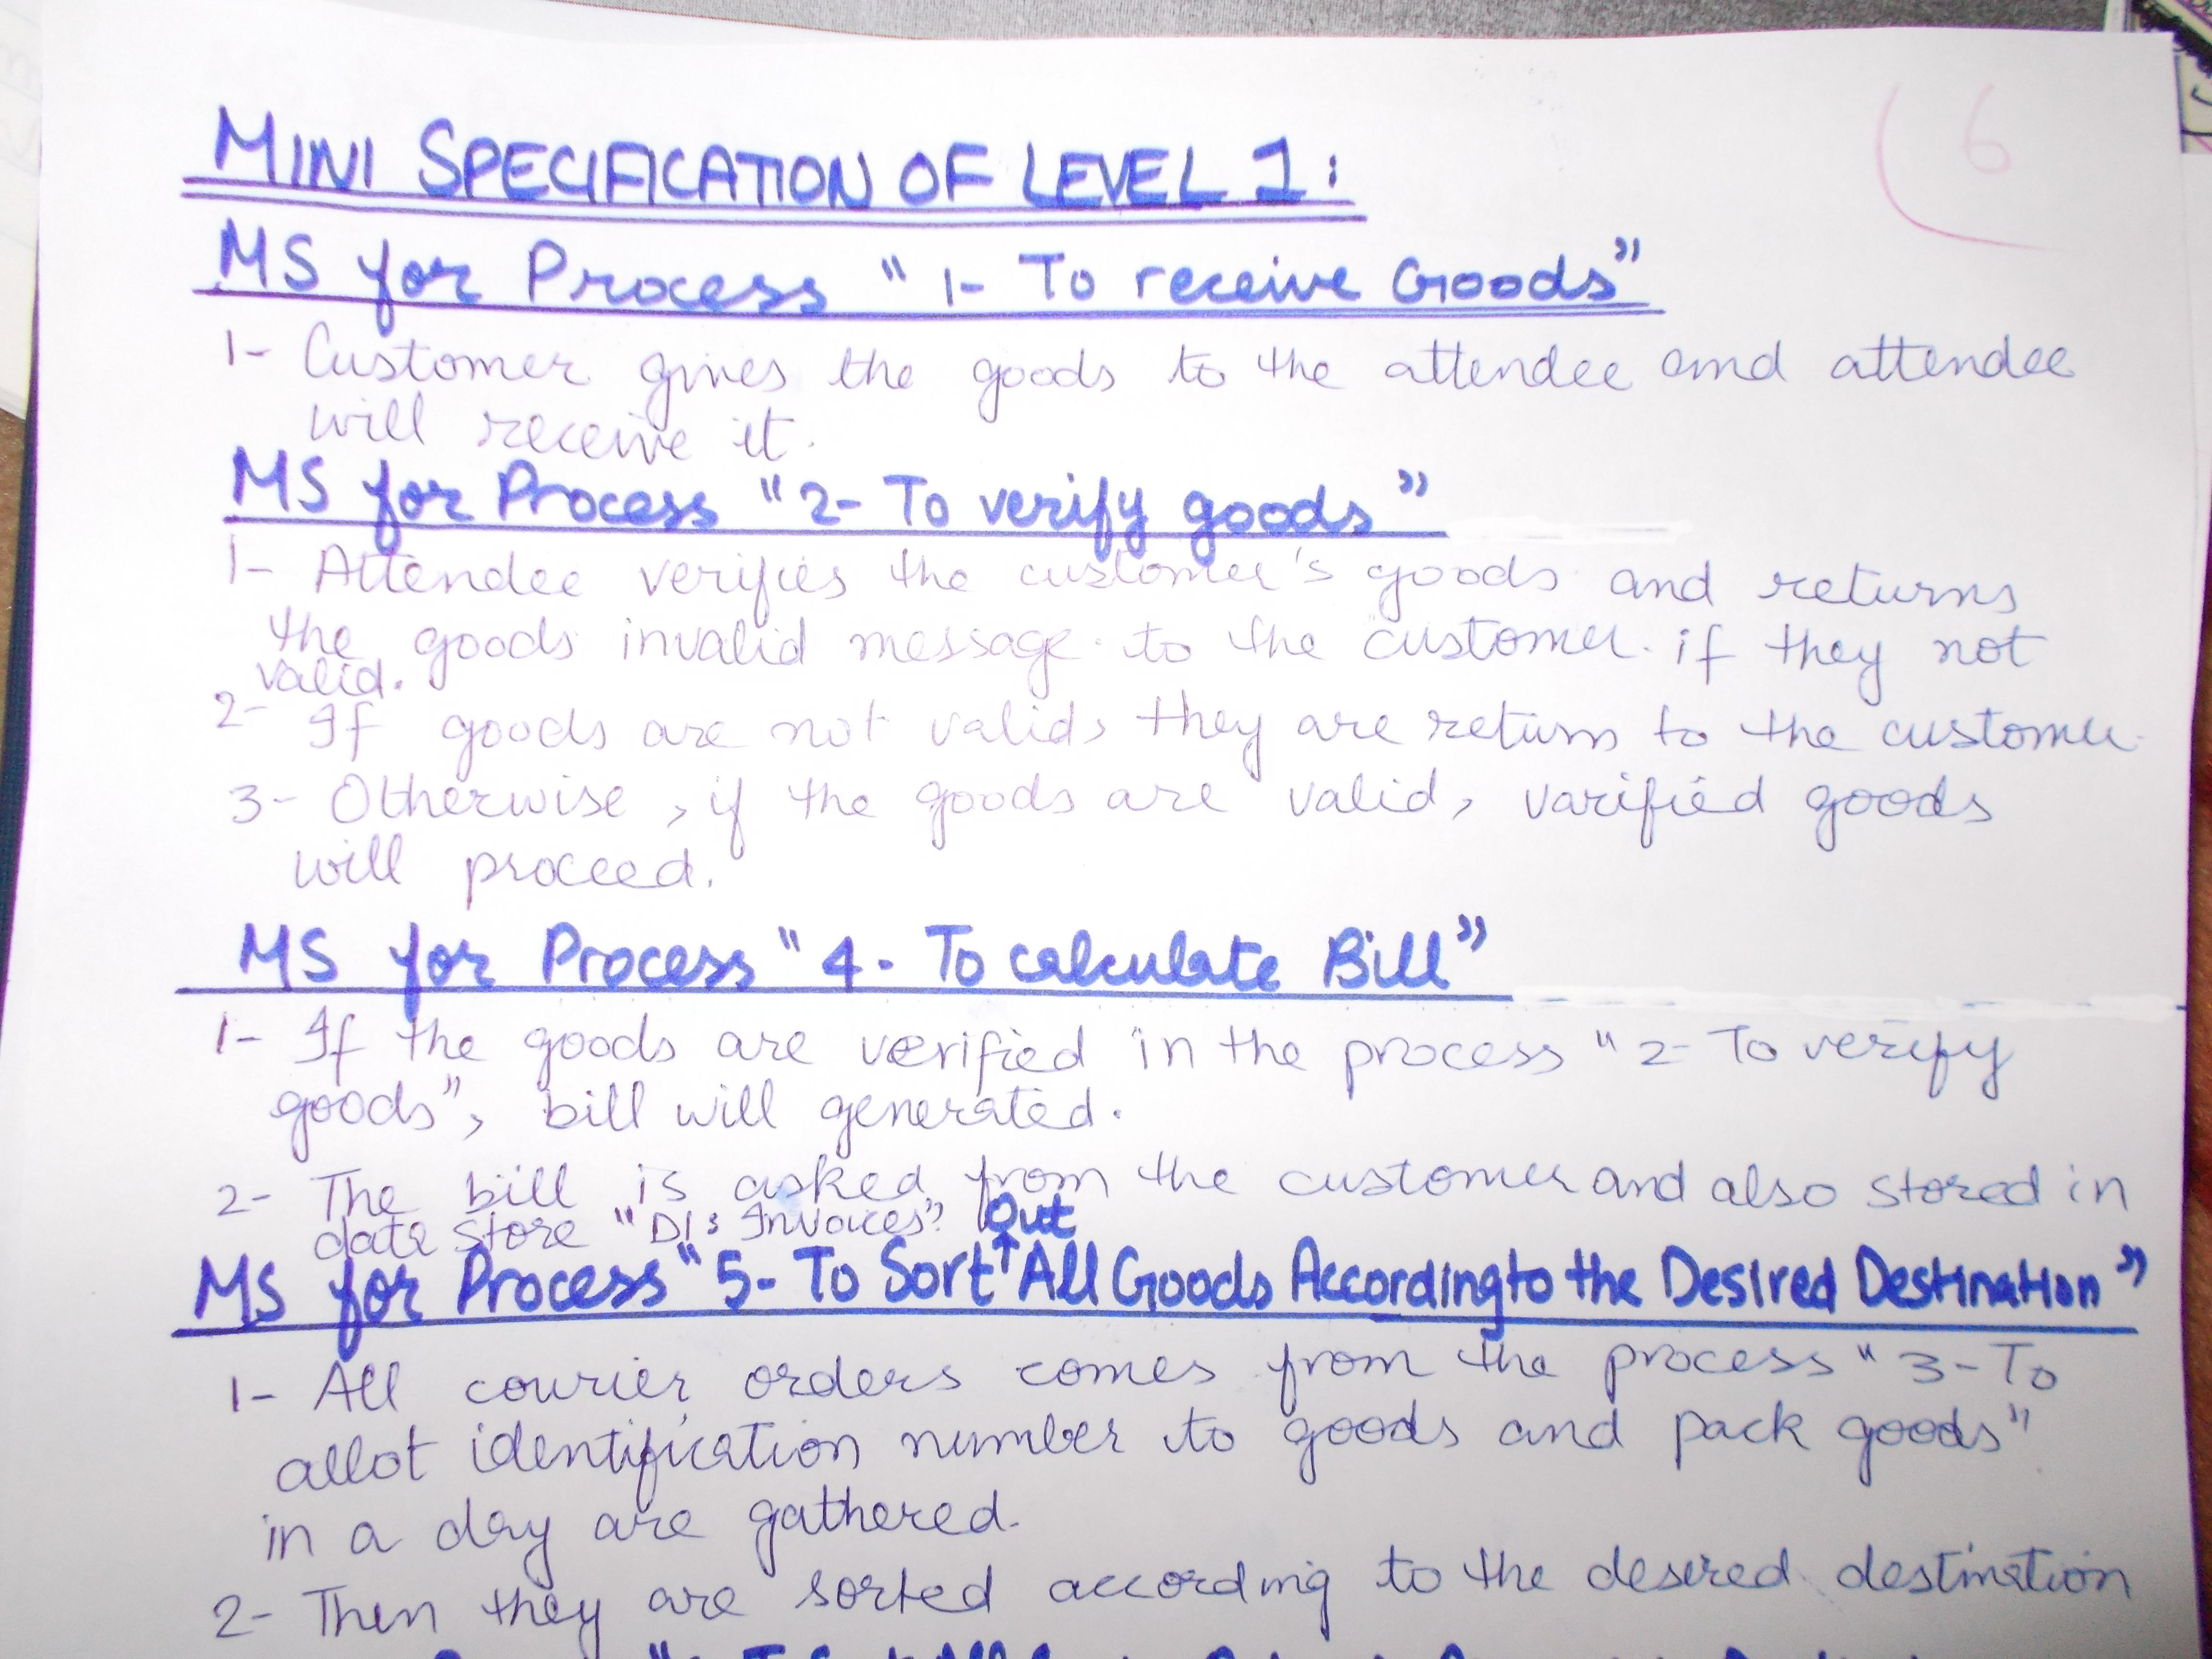 6
MINI SPECIFICATION OF LEVEL 1:
MS for Process "1- To receive Goods"
1- Customer gives the goods to the attendee and attendee
will receive it.
MS for Process "2- To verify goods"
1- Attendee verifies the customer's goods and returns
the goods invalid message to the customer if they not
valid.
2- If goods are not valid, they are return to the customer
3- Otherwise, if the goods are valid, varified goods
will proceed.
MS for Process "4- To calculate Bill"
1- If the goods are verified in the process "2- To verify
goods", bill will generated.
2- The bill is asked from the customer and also stored in
date store "D1: Invoices"
Out
MS for Process "5- To Sort All Goods According to the Desired Destination"
1- All courier orders comes from the process "3- To
allot identification number to goods and pack goods"
in a day are gathered.
2- Then they are sorted according to the desired destination